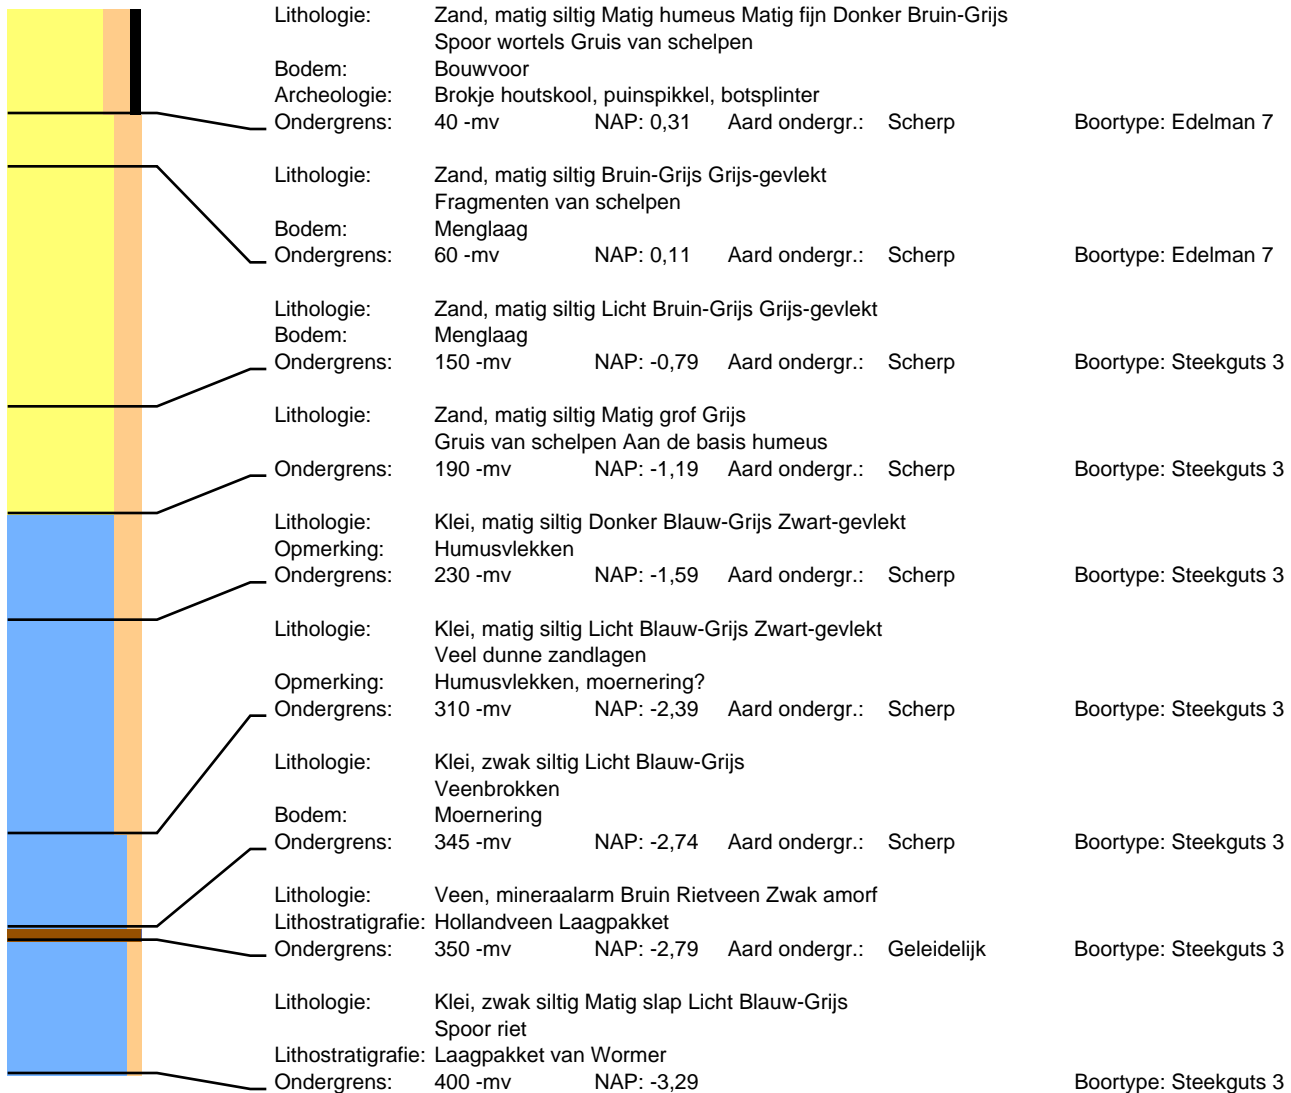 Lithologie: Zand, matig siltig Matig humeus Matig fijn Donker Bruin-Grijs
Spoor wortels Gruis van schelpen
Bodem: Bouwvoor
Archeologie: Brokje houtskool, puinspikkel, botsplinter
Ondergrens: 40 -mv NAP: 0,31 Aard ondergr.: Scherp Boortype: Edelman 7
Lithologie: Zand, matig siltig Bruin-Grijs Grijs-gevlekt
Fragmenten van schelpen
Bodem: Menglaag
Ondergrens: 60 -mv NAP: 0,11 Aard ondergr.: Scherp Boortype: Edelman 7
Lithologie: Zand, matig siltig Licht Bruin-Grijs Grijs-gevlekt
Bodem: Menglaag
Ondergrens: 150 -mv NAP: -0,79 Aard ondergr.: Scherp Boortype: Steekguts 3
Lithologie: Zand, matig siltig Matig grof Grijs
Gruis van schelpen Aan de basis humeus
Ondergrens: 190 -mv NAP: -1,19 Aard ondergr.: Scherp Boortype: Steekguts 3
Lithologie: Klei, matig siltig Donker Blauw-Grijs Zwart-gevlekt
Opmerking: Humusvlekken
Ondergrens: 230 -mv NAP: -1,59 Aard ondergr.: Scherp Boortype: Steekguts 3
Lithologie: Klei, matig siltig Licht Blauw-Grijs Zwart-gevlekt
Veel dunne zandlagen
Opmerking: Humusvlekken, moernering?
Ondergrens: 310 -mv NAP: -2,39 Aard ondergr.: Scherp Boortype: Steekguts 3
Lithologie: Klei, zwak siltig Licht Blauw-Grijs
Veenbrokken
Bodem: Moernering
Ondergrens: 345 -mv NAP: -2,74 Aard ondergr.: Scherp Boortype: Steekguts 3
Lithologie: Veen, mineraalarm Bruin Rietveen Zwak amorf
Lithostratigrafie: Hollandveen Laagpakket
Ondergrens: 350 -mv NAP: -2,79 Aard ondergr.: Geleidelijk Boortype: Steekguts 3
Lithologie: Klei, zwak siltig Matig slap Licht Blauw-Grijs
Spoor riet
Lithostratigrafie: Laagpakket van Wormer
Ondergrens: 400 -mv NAP: -3,29 Boortype: Steekguts 3